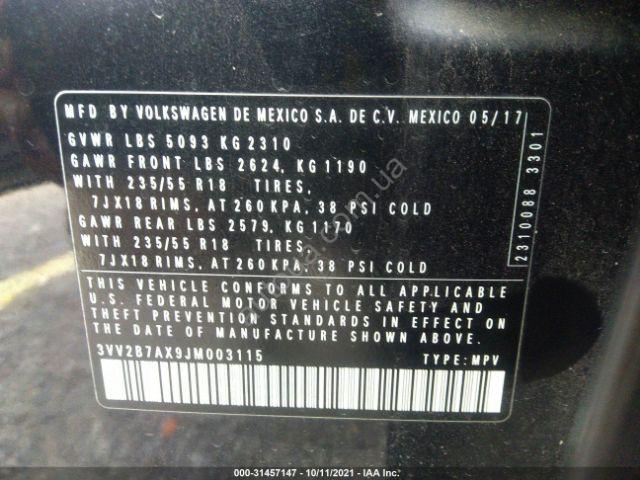 MFD BY VOLKSWAGEN DE MEXICO S.A. DE C.V. MEXICO 05/17
GVWR LBS 5093 KG 2310
GAWR FRONT LBS 2624, KG 1190
WITH 235/55 R18 TIRES,
7JX18 RIMS, AT 260 KPA, 38 PSI COLD
GAWR REAR LBS 2579, KG 1170
WITH 235/55 R18 TIRES,
7JX18 RIMS, AT 260 KPA, 38 PSI COLD
THIS VEHICLE CONFORMS TO ALL APPLICABLE
U.S. FEDERAL MOTOR VEHICLE SAFETY AND
THEFT PREVENTION STANDARDS IN EFFECT ON
THE DATE OF MANUFACTURE SHOWN ABOVE.
3VV2B7AX9JM003115 TYPE: MPV
2310088 3301
000-31457147 - 10/11/2021 - IAA Inc.